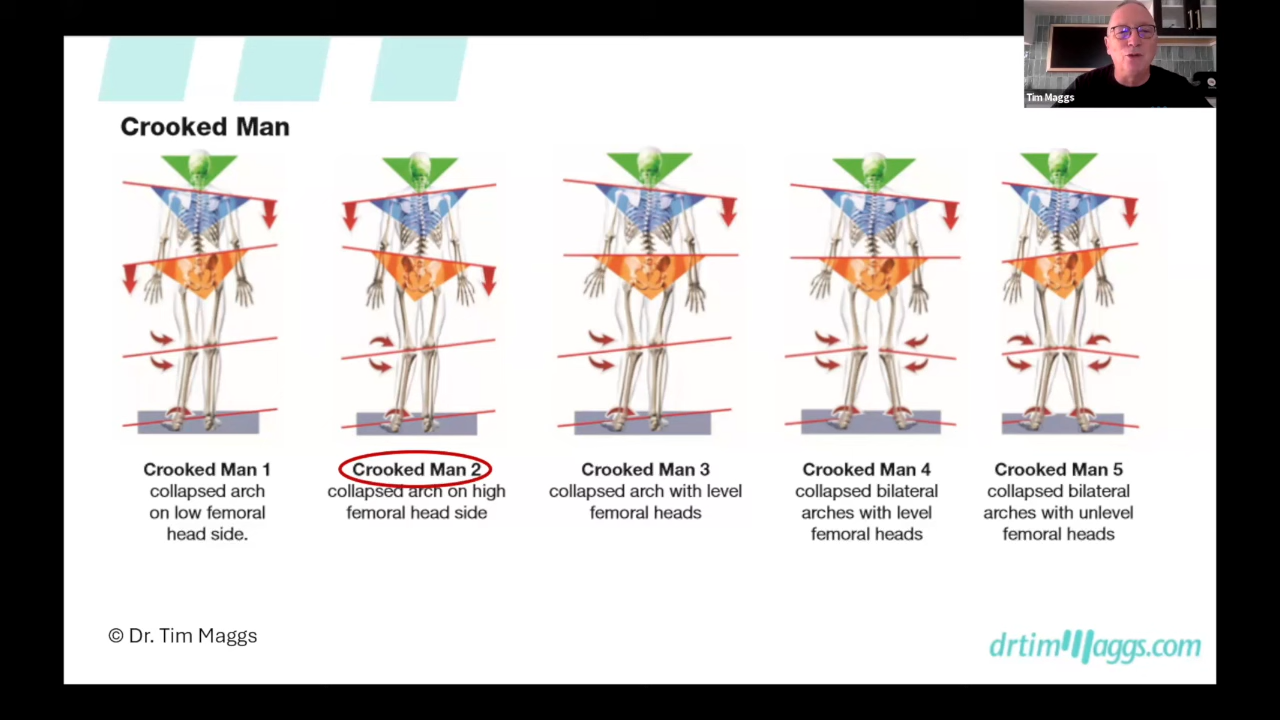 Tim Maggs
Crooked Man
Crooked Man 1
collapsed arch
on low femoral
head side.
Crooked Man 2
collapsed arch on high
femoral head side
Crooked Man 3
collapsed arch with level
femoral heads
Crooked Man 4
collapsed bilateral
arches with level
femoral heads
Crooked Man 5
collapsed bilateral
arches with unlevel
femoral heads
© Dr. Tim Maggs
drtimMaggs.com